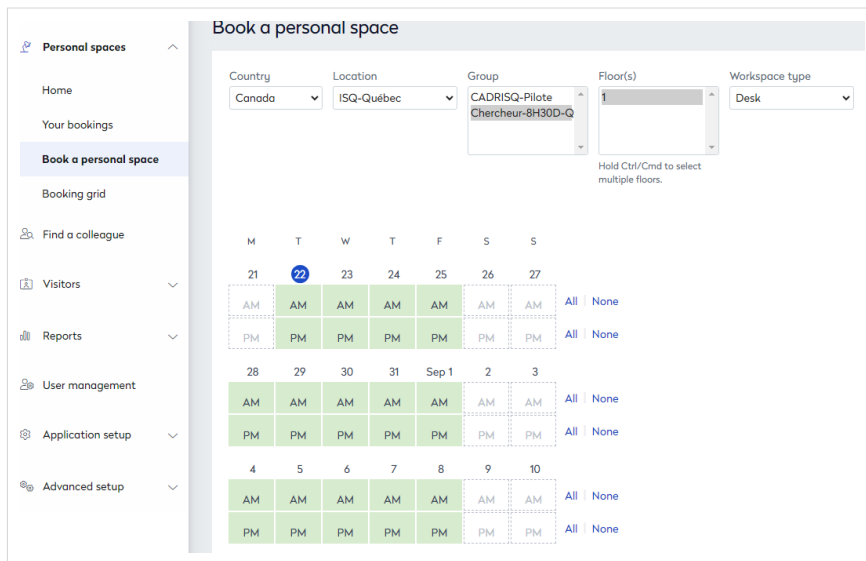 Book a personal space
Personal spaces
Home
Your bookings
Book a personal space
Booking grid
Find a colleague
Visitors
Reports
User management
Application setup
Advanced setup
Country
Canada
Location
ISQ-Québec
Group
CADRISQ-Pilote
Chercheur-8H30D-Q
Floor(s)
1
Hold Ctrl/Cmd to select
multiple floors.
Workspace type
Desk
M T W T F S S
21 22 23 24 25 26 27
AM AM AM AM AM AM AM All None
PM PM PM PM PM PM PM All None
28 29 30 31 Sep 1 2 3
AM AM AM AM AM AM AM All None
PM PM PM PM PM PM PM All None
4 5 6 7 8 9 10
AM AM AM AM AM AM AM All None
PM PM PM PM PM PM PM All None